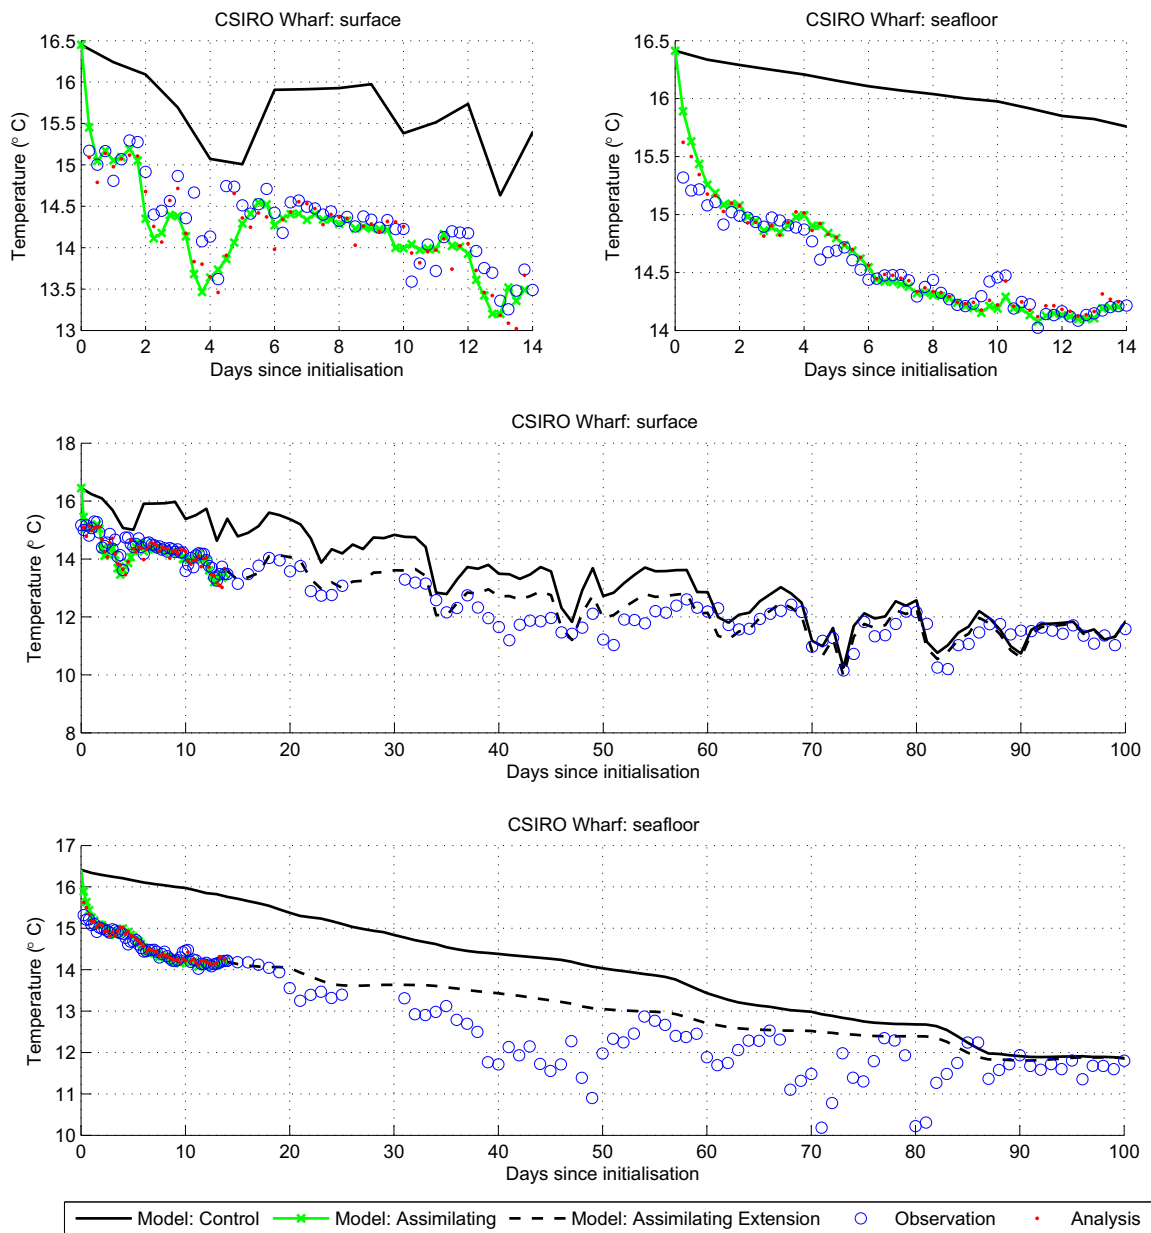 CSIRO Wharf: surface
16.5
16
15.5
15
14.5
14
13.5
13
Temperature (° C)
0 2 4 6 8 10 12 14
Days since initialisation
CSIRO Wharf: seafloor
16.5
16
15.5
15
14.5
14
Temperature (° C)
0 2 4 6 8 10 12 14
Days since initialisation
CSIRO Wharf: surface
18
16
14
12
10
8
Temperature (° C)
0 10 20 30 40 50 60 70 80 90 100
Days since initialisation
CSIRO Wharf: seafloor
17
16
15
14
13
12
11
10
Temperature (° C)
0 10 20 30 40 50 60 70 80 90 100
Days since initialisation
Model: Control Model: Assimilating Model: Assimilating Extension Observation Analysis